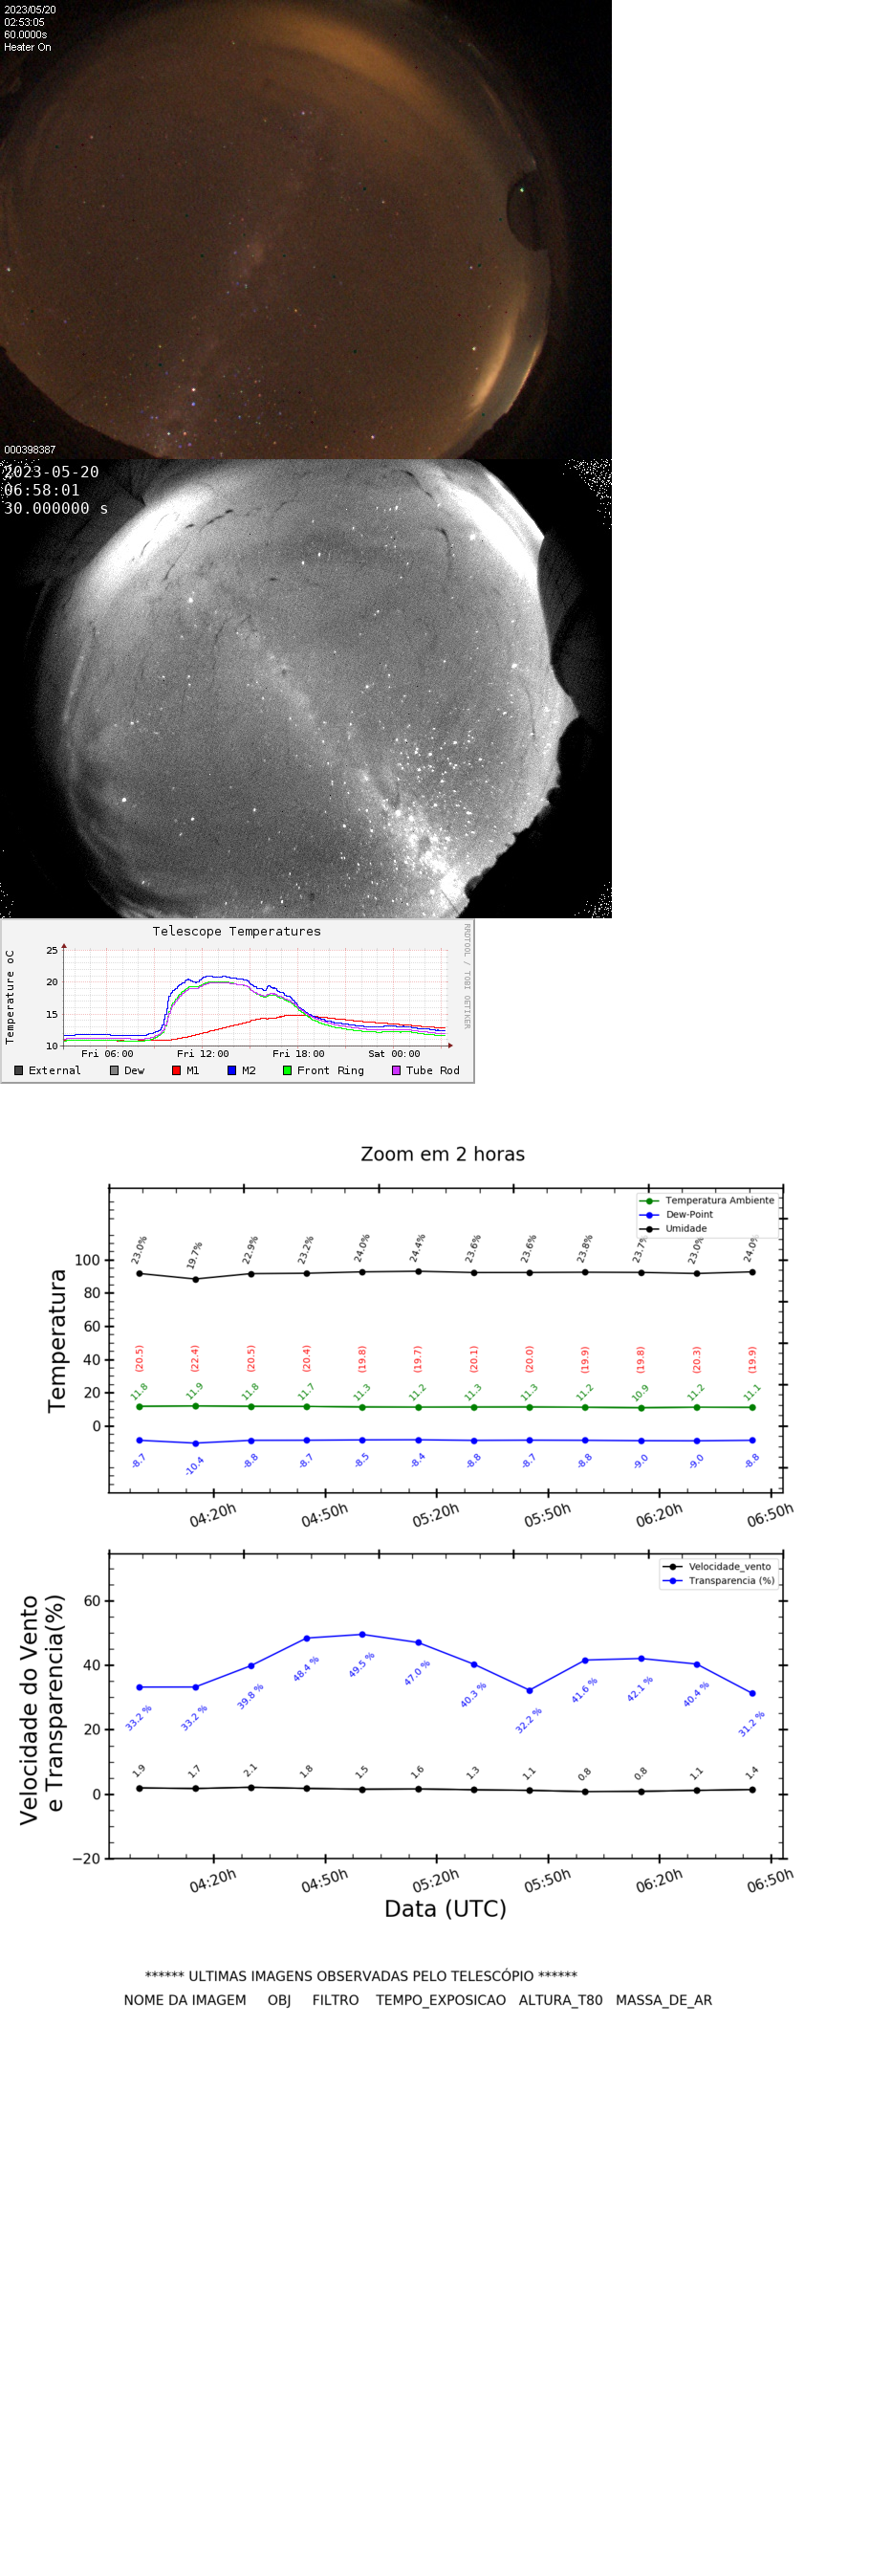 2023/05/20
02:53:05
60.0000s
Heater On
000398387
2023-05-20
06:58:01
30.000000 s
Telescope Temperatures
RRDTOOL / TOBI OETIKER
Temperature oC
25
20
15
10
Fri 06:00 Fri 12:00 Fri 18:00 Sat 00:00
External Dew M1 M2 Front Ring Tube Rod
Zoom em 2 horas
Temperatura Ambiente
Dew-Point
Umidade
Temperatura
100
80
60
40
20
0
23.0% 19.7% 22.9% 23.2% 24.0% 24.4% 23.6% 23.6% 23.8% 23.7% 23.0% 24.0%
(20.5) (22.4) (20.5) (20.4) (19.8) (19.7) (20.1) (20.0) (19.9) (19.8) (20.3) (19.9)
11.8 11.9 11.8 11.7 11.3 11.2 11.3 11.3 11.2 10.9 11.2 11.1
-8.7 -10.4 -8.8 -8.7 -8.5 -8.4 -8.8 -8.7 -8.8 -9.0 -9.0 -8.8
04:20h 04:50h 05:20h 05:50h 06:20h 06:50h
Velocidade_vento
Transparencia (%)
Velocidade do Vento
e Transparencia(%)
60
40
20
0
−20
33.2 % 33.2 % 39.8 % 48.4 % 49.5 % 47.0 % 40.3 % 32.2 % 41.6 % 42.1 % 40.4 % 31.2 %
1.9 1.7 2.1 1.8 1.5 1.6 1.3 1.1 0.8 0.8 1.1 1.4
04:20h 04:50h 05:20h 05:50h 06:20h 06:50h
Data (UTC)
****** ULTIMAS IMAGENS OBSERVADAS PELO TELESCÓPIO ******
NOME DA IMAGEM OBJ FILTRO TEMPO_EXPOSICAO ALTURA_T80 MASSA_DE_AR